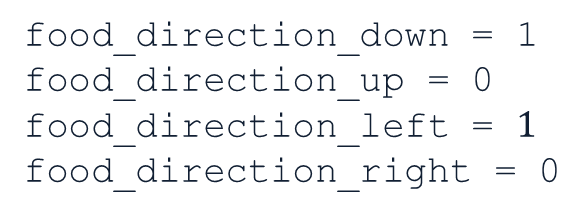 food_direction_down = 1
food_direction_up = 0
food_direction_left = 1
food_direction_right = 0